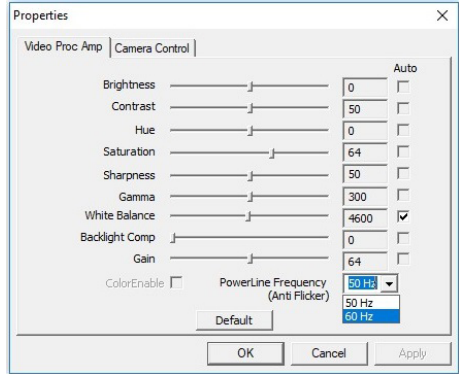 Properties
Video Proc Amp Camera Control
Auto
Brightness 0
Contrast 50
Hue 0
Saturation 64
Sharpness 50
Gamma 300
White Balance 4600
Backlight Comp 0
Gain 64
ColorEnable PowerLine Frequency 50 Hz
(Anti Flicker)
50 Hz
60 Hz
Default
OK Cancel Apply